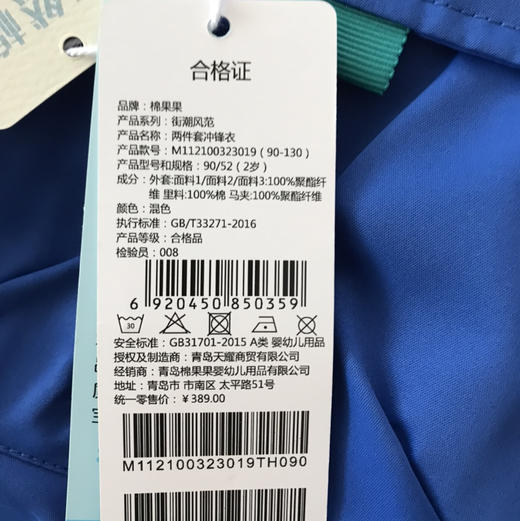 合格证
品牌：棉果果
产品系列：街潮风范
产品名称：两件套冲锋衣
产品款号：M112100323019（90-130）
产品型号和规格：90/52（2岁）
成分：外套:面料1/面料2/面料3:100%聚酯纤
维 里料:100%棉 马夹:100%聚酯纤维
颜色：混色
执行标准：GB/T33271-2016
产品等级：合格品
检验员：008
6 920450 850359
30
安全标准：GB31701-2015 A类 婴幼儿用品
授权及制造商：青岛天耀商贸有限公司
经销商：青岛棉果果婴幼儿用品有限公司
地址：青岛市 市南区 太平路51号
统一零售价：￥389.00
M112100323019TH090